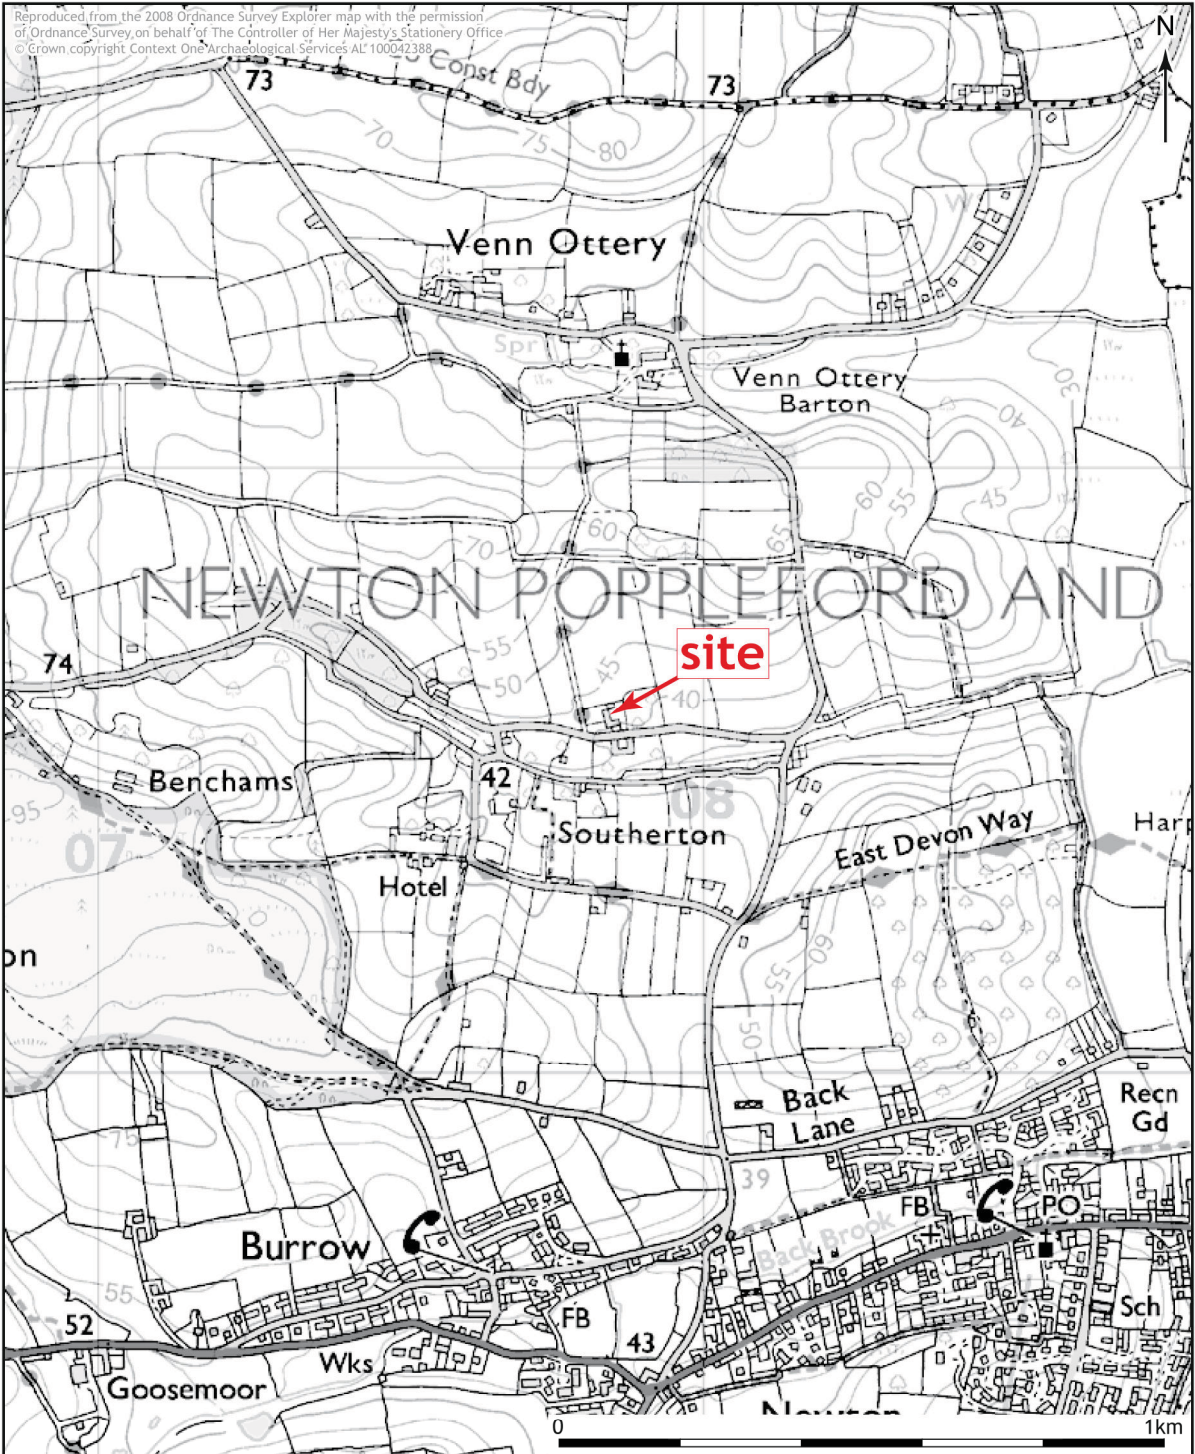 Reproduced from the 2008 Ordnance Survey Explorer map with the permission
of Ordnance Survey on behalf of The Controller of Her Majesty's Stationery Office
© Crown copyright Context One Archaeological Services AL 100042388
N
Const Bdy
73
73
70
75
80
Venn Ottery
W
Spr
Venn Ottery
Barton
30
40
45
60
55
65
60
70
NEWTON POPPLEFORD AND
site
55
50
45
40
74
42
Benchams
95
07
08
Southerton
East Devon Way
Harp
Hotel
on
60
55
50
Back
Lane
Recn
Gd
75
39
FB
PO
Back Brook
Burrow
55
52
FB
43
Sch
Wks
Goosemoor
Newton
0
1km